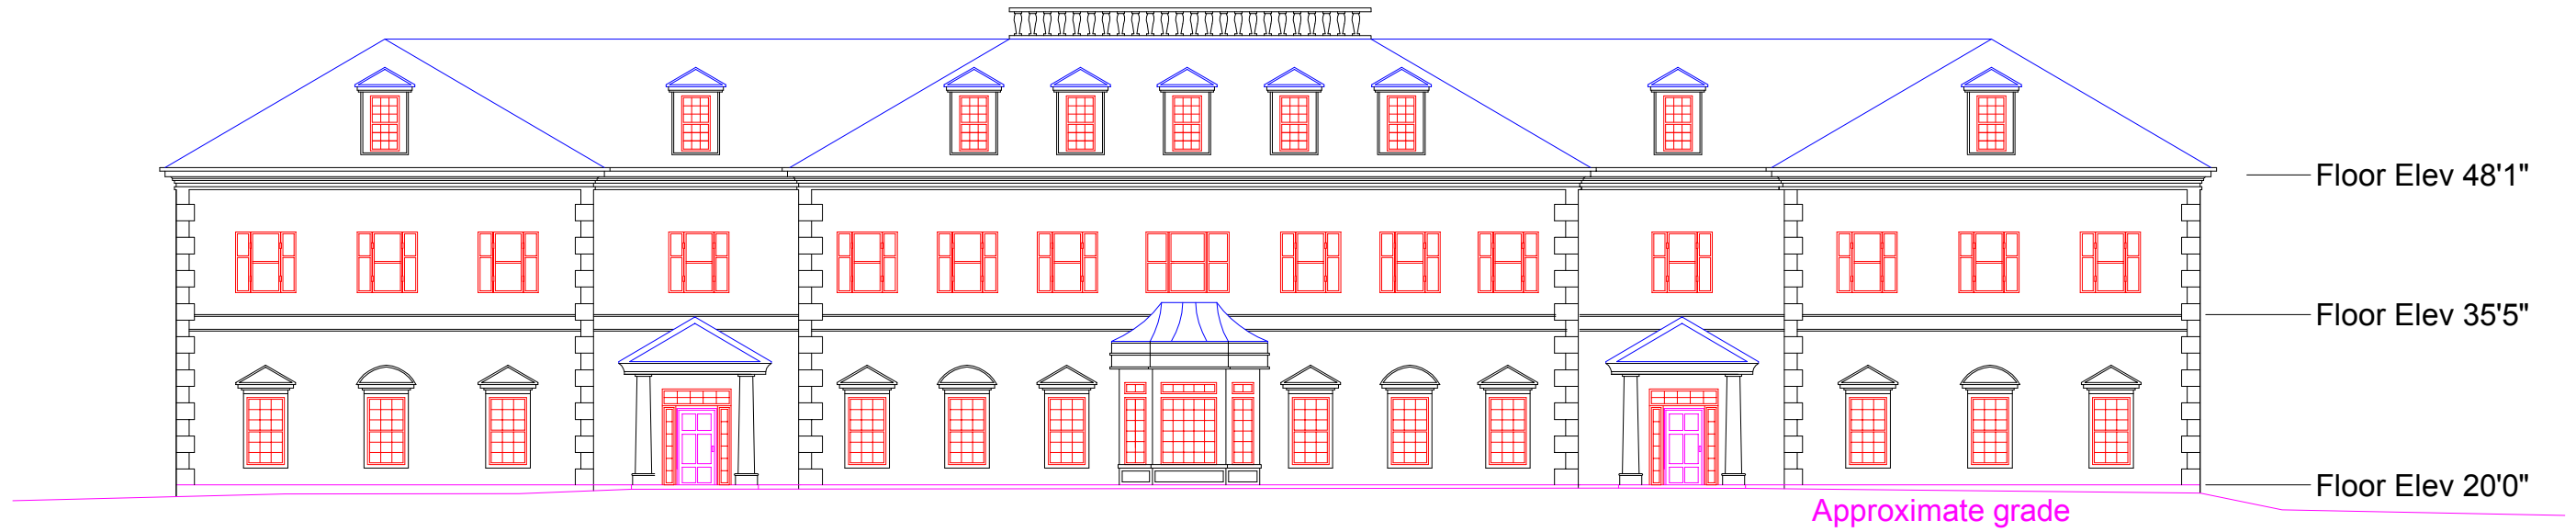 Floor Elev 48'1"
Floor Elev 35'5"
Floor Elev 20'0"
Approximate grade